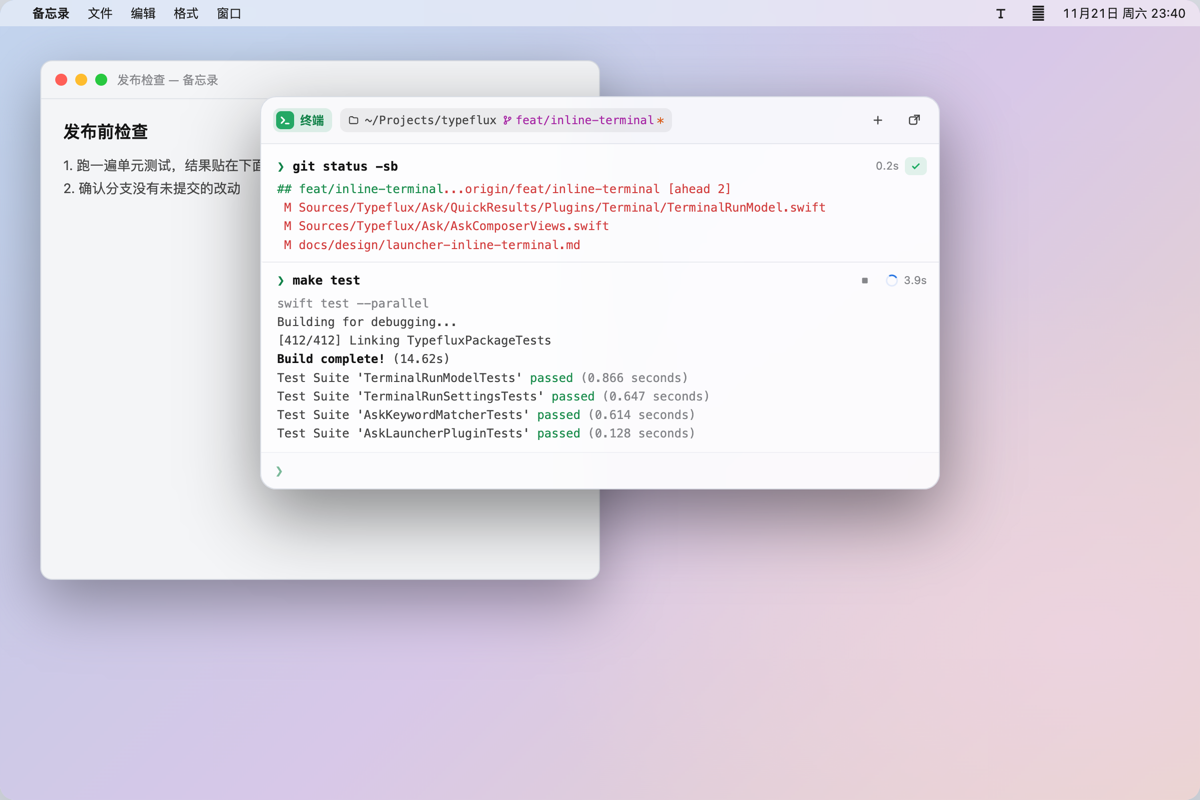 备忘录 文件 编辑 格式 窗口
11月21日 周六 23:40
发布检查 — 备忘录
发布前检查
1. 跑一遍单元测试，结果贴在下面
2. 确认分支没有未提交的改动
终端 ~/Projects/typeflux feat/inline-terminal*
❯ git status -sb 0.2s
## feat/inline-terminal...origin/feat/inline-terminal [ahead 2]
M Sources/Typeflux/Ask/QuickResults/Plugins/Terminal/TerminalRunModel.swift
M Sources/Typeflux/Ask/AskComposerViews.swift
M docs/design/launcher-inline-terminal.md
❯ make test 3.9s
swift test --parallel
Building for debugging...
[412/412] Linking TypefluxPackageTests
Build complete! (14.62s)
Test Suite 'TerminalRunModelTests' passed (0.866 seconds)
Test Suite 'TerminalRunSettingsTests' passed (0.647 seconds)
Test Suite 'AskKeywordMatcherTests' passed (0.614 seconds)
Test Suite 'AskLauncherPluginTests' passed (0.128 seconds)
❯